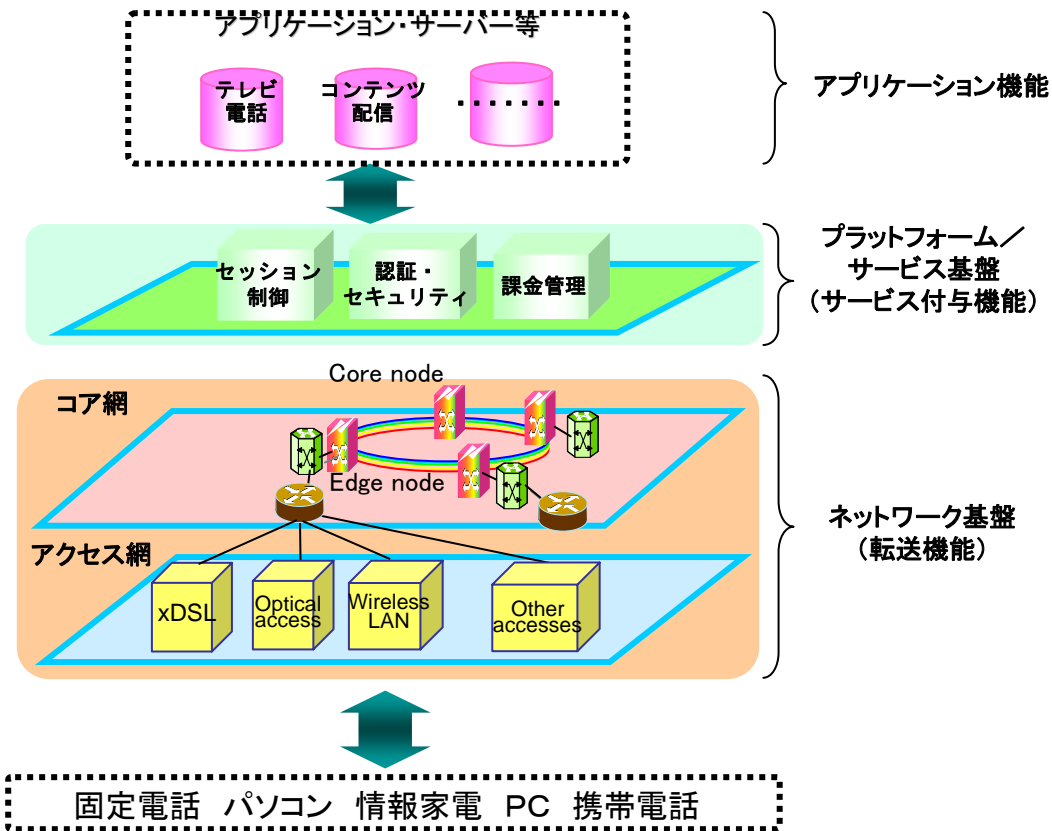 アプリケーション・サーバー等
テレビ
電話
コンテンツ
配信
・・・・・・
アプリケーション機能
セッション
制御
認証・
セキュリティ
課金管理
プラットフォーム／
サービス基盤
（サービス付与機能）
コア網
Core node
Edge node
アクセス網
xDSL
Optical
access
Wireless
LAN
Other
accesses
ネットワーク基盤
（転送機能）
固定電話 パソコン 情報家電 ＰＣ 携帯電話